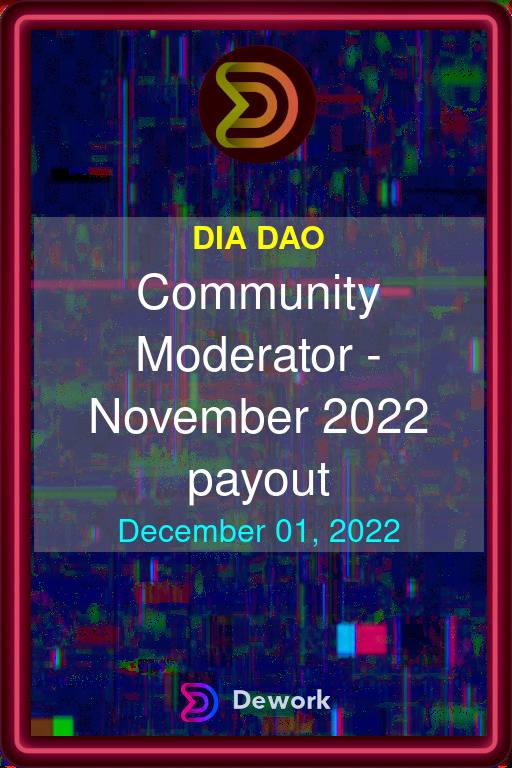 DIA DAO
Community
Moderator -
November 2022
payout
December 01, 2022
Dework